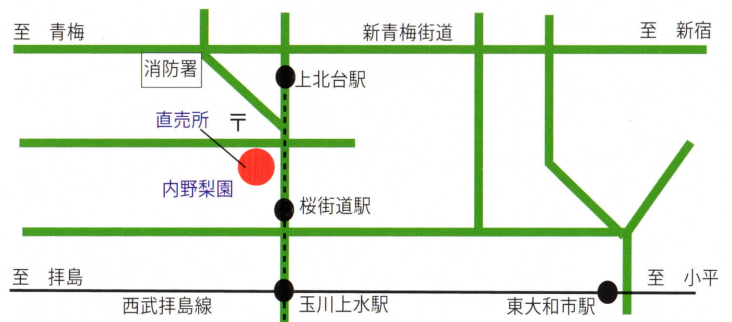 至 青梅
新青梅街道
至 新宿
消防署
上北台駅
直売所
〒
内野梨園
桜街道駅
至 拝島
至 小平
西武拝島線
玉川上水駅
東大和市駅